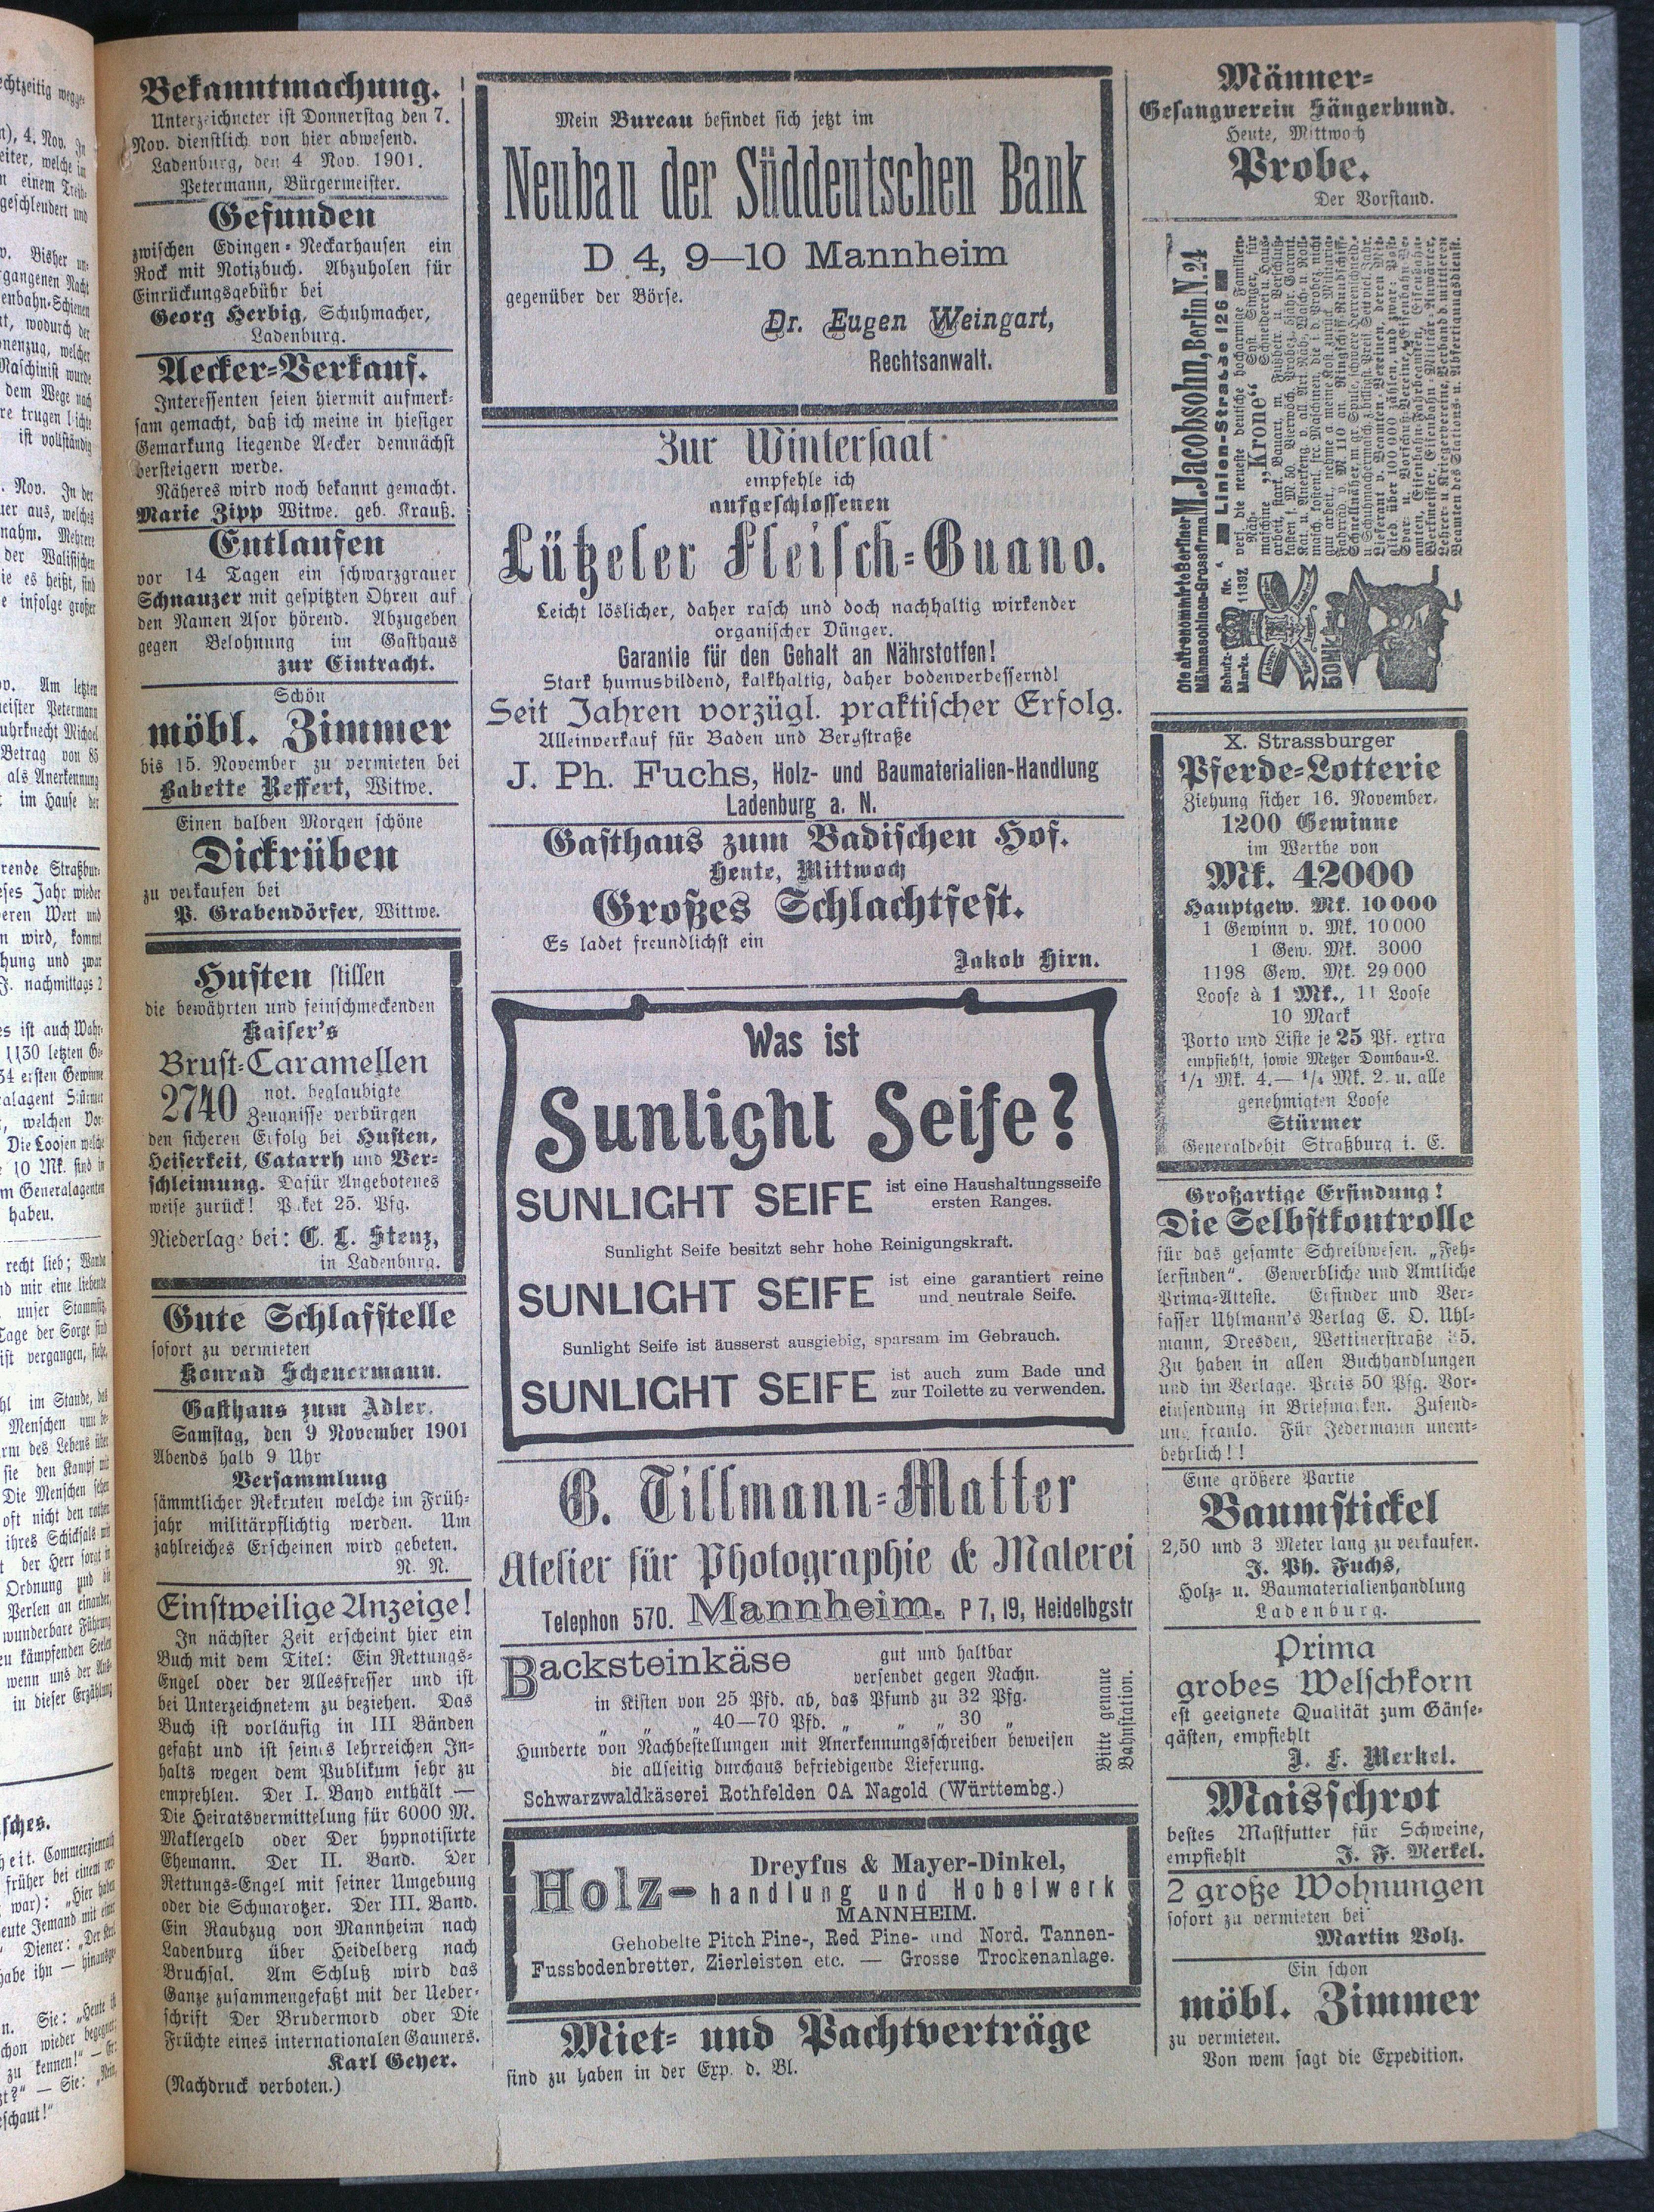 Bekanntmachung.
Unterzeichneter ist Donnerstag den 7.
Nov. dienstlich von hier abwesend.
Ladenburg, den 4 Nov. 1901.
Petermann, Bürgermeister.
Gefunden
zwischen Edingen-Neckarhausen ein
Rock mit Notizbuch. Abzuholen für
Einrückungsgebühr bei
Georg Herbig, Schuhmacher,
Ladenburg.
Aecker-Verkauf.
Interessenten seien hiermit aufmerk-
sam gemacht, daß ich meine in hiesiger
Gemarkung liegende Aecker demnächst
versteigern werde.
Näheres wird noch bekannt gemacht.
Marie Zipp Witwe. geb. Krauß.
Entlaufen
vor 14 Tagen ein schwarzgrauer
Schnauzer mit gespitzten Ohren auf
den Namen Asor hörend. Abzugeben
gegen Belohnung im Gasthaus
zur Eintracht.
Schön
möbl. Zimmer
bis 15. November zu vermieten bei
Babette Reffert, Witwe.
Einen halben Morgen schöne
Dickrüben
zu verkaufen bei
P. Grabendörfer, Wittwe.
Husten stillen
die bewährten und feinschmeckenden
Kaiser's
Brust-Caramellen
2740 not. beglaubigte
Zeugnisse verbürgen
den sicheren Erfolg bei Husten,
Heiserkeit, Catarrh und Ver-
schleimung. Dafür Angebotenes
weise zurück! Paket 25. Pfg.
Niederlage bei: C. L. Stenz,
in Ladenburg.
Gute Schlafstelle
sofort zu vermieten
Konrad Scheuermann.
Gasthaus zum Adler.
Samstag, den 9 November 1901
Abends halb 9 Uhr
Versammlung
sämmtlicher Rekruten welche im Früh-
jahr militärpflichtig werden. Um
zahlreiches Erscheinen wird gebeten.
N. N.
Einstweilige Anzeige!
In nächster Zeit erscheint hier ein
Buch mit dem Titel: Ein Rettungs-
Engel oder der Allesfresser und ist
bei Unterzeichnetem zu beziehen. Das
Buch ist vorläufig in III Bänden
gefaßt und ist seines lehrreichen In-
halts wegen dem Publikum sehr zu
empfehlen. Der I. Band enthält —
Die Heiratsvermittelung für 6000 M.
Maklergeld oder Der hypnotisirte
Ehemann. Der II. Band. Der
Rettungs-Engel mit seiner Umgebung
oder die Schmarotzer. Der III. Band.
Ein Raubzug von Mannheim nach
Ladenburg über Heidelberg nach
Bruchsal. Am Schluß wird das
Ganze zusammengefaßt mit der Ueber-
schrift Der Brudermord oder Die
Früchte eines internationalen Gauners.
Karl Geyer.
(Nachdruck verboten.)
Mein Bureau befindet sich jetzt im
Neubau der Süddeutschen Bank
D 4, 9—10 Mannheim
gegenüber der Börse.
Dr. Eugen Weingart,
Rechtsanwalt.
Zur Wintersaat
empfehle ich
aufgeschlossenen
Lützeler Fleisch-Guano.
Leicht löslicher, daher rasch und doch nachhaltig wirkender
organischer Dünger.
Garantie für den Gehalt an Nährstoffen!
Stark humusbildend, kalkhaltig, daher bodenverbessernd!
Seit Jahren vorzügl. praktischer Erfolg.
Alleinverkauf für Baden und Bergstraße
J. Ph. Fuchs, Holz- und Baumaterialien-Handlung
Ladenburg a. N.
Gasthaus zum Badischen Hof.
Heute, Mittwoch
Großes Schlachtfest.
Es ladet freundlichst ein
Jakob Hirn.
Was ist
Sunlight Seife?
SUNLIGHT SEIFE ist eine Haushaltungsseife
ersten Ranges.
Sunlight Seife besitzt sehr hohe Reinigungskraft.
SUNLIGHT SEIFE ist eine garantiert reine
und neutrale Seife.
Sunlight Seife ist äusserst ausgiebig, sparsam im Gebrauch.
SUNLIGHT SEIFE ist auch zum Bade und
zur Toilette zu verwenden.
G. Tillmann-Matter
Atelier für Photographie & Malerei
Telephon 570. Mannheim. P 7, 19, Heidelbgstr
Backsteinkäse gut und haltbar
versendet gegen Nachn.
in Kisten von 25 Pfd. ab, das Pfund zu 32 Pfg.
„ „ „ 40—70 Pfd. „ „ „ 30 „
Hunderte von Nachbestellungen mit Anerkennungsschreiben beweisen
die allseitig durchaus befriedigende Lieferung.
Schwarzwaldkäserei Rothfelden OA. Nagold (Württembg.)
Bitte genaue
Bahnstation.
Dreyfus & Mayer-Dinkel,
Holz-handlung und Hobelwerk
MANNHEIM.
Gehobelte Pitch Pine-, Red Pine- und Nord. Tannen-
Fussbodenbretter, Zierleisten etc. — Grosse Trockenanlage.
Miet- und Pachtverträge
sind zu haben in der Exp. d. Bl.
Männer-
Gesangverein Sängerbund.
Heute, Mittwoch
Probe.
Der Vorstand.
Die altrenommirte Berliner
Nähmaschinen-Grossfirma M. Jacobsohn, Berlin N. 24
Linien-Strasse 126
vers. die neueste deutsche hocharmige Familien-
„Krone“
Schutz-
Marke.
50 Mk.
X. Strassburger
Pferde-Lotterie
Ziehung sicher 16. November.
1200 Gewinne
im Werthe von
Mk. 42000
Hauptgew. Mk. 10000
1 Gewinn v. Mk. 10000
1 Gew. Mk. 3000
1198 Gew. Mk. 29000
Loose à 1 Mk., 11 Loose
10 Mark
Porto und Liste je 25 Pf. extra
empfiehlt, sowie Metzer Dombau-L.
genehmigten Loose
Stürmer
Generaldebit Straßburg i. E.
Großartige Erfindung!
Die Selbstkontrolle
für das gesamte Schreibwesen. „Feh-
lerfinden“. Gewerbliche und Amtliche
Prima-Atteste. Erfinder und Ver-
fasser Uhlmann's Verlag E. O. Uhl-
mann, Dresden, Wettinerstraße
Zu haben in allen Buchhandlungen
und im Verlage. Preis 50 Pfg. Vor-
einsendung in Briefmarken. Zusend-
ung franko. Für Jedermann unent-
behrlich!!
Eine größere Partie
Baumstickel
2,50 und 3 Meter lang zu verkaufen.
J. Ph. Fuchs,
Holz- u. Baumaterialienhandlung
Ladenburg.
Prima
grobes Welschkorn
est geeignete Qualität zum Gänse-
gästen, empfiehlt
J. F. Merkel.
Maisschrot
bestes Mastfutter für Schweine,
empfiehlt J. F. Merkel.
2 große Wohnungen
sofort zu vermieten bei
Martin Volz.
Ein schön
möbl. Zimmer
zu vermieten.
Von wem sagt die Expedition.